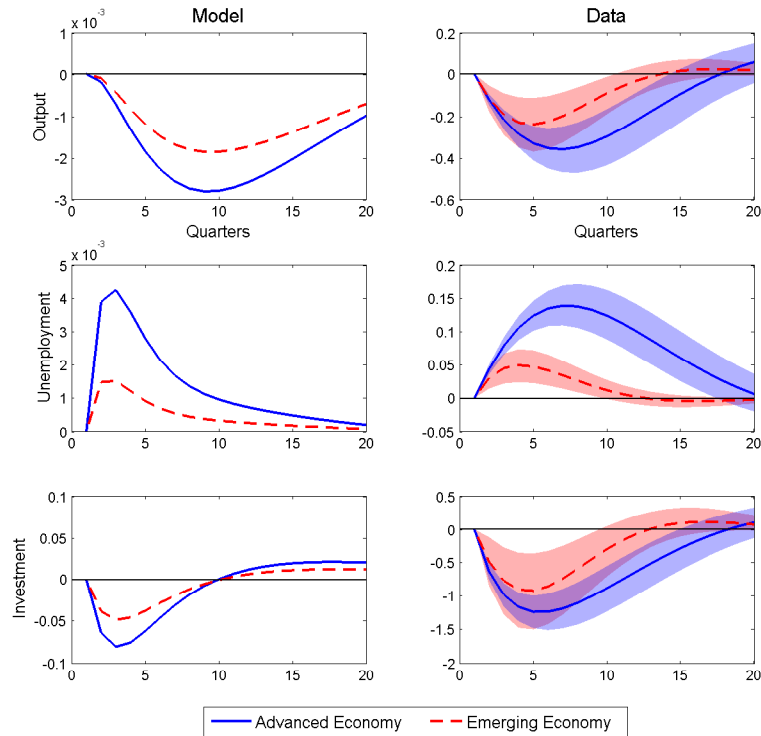 Model
Data
x 10⁻³
1
0
-1
-2
-3
Output
0 5 10 15 20
Quarters
0.2
0
-0.2
-0.4
-0.6
0 5 10 15 20
Quarters
x 10⁻³
5
4
3
2
1
0
Unemployment
0 5 10 15 20
0.2
0.15
0.1
0.05
0
-0.05
0 5 10 15 20
0.1
0.05
0
-0.05
-0.1
Investment
0 5 10 15 20
0.5
0
-0.5
-1
-1.5
-2
0 5 10 15 20
Advanced Economy
Emerging Economy